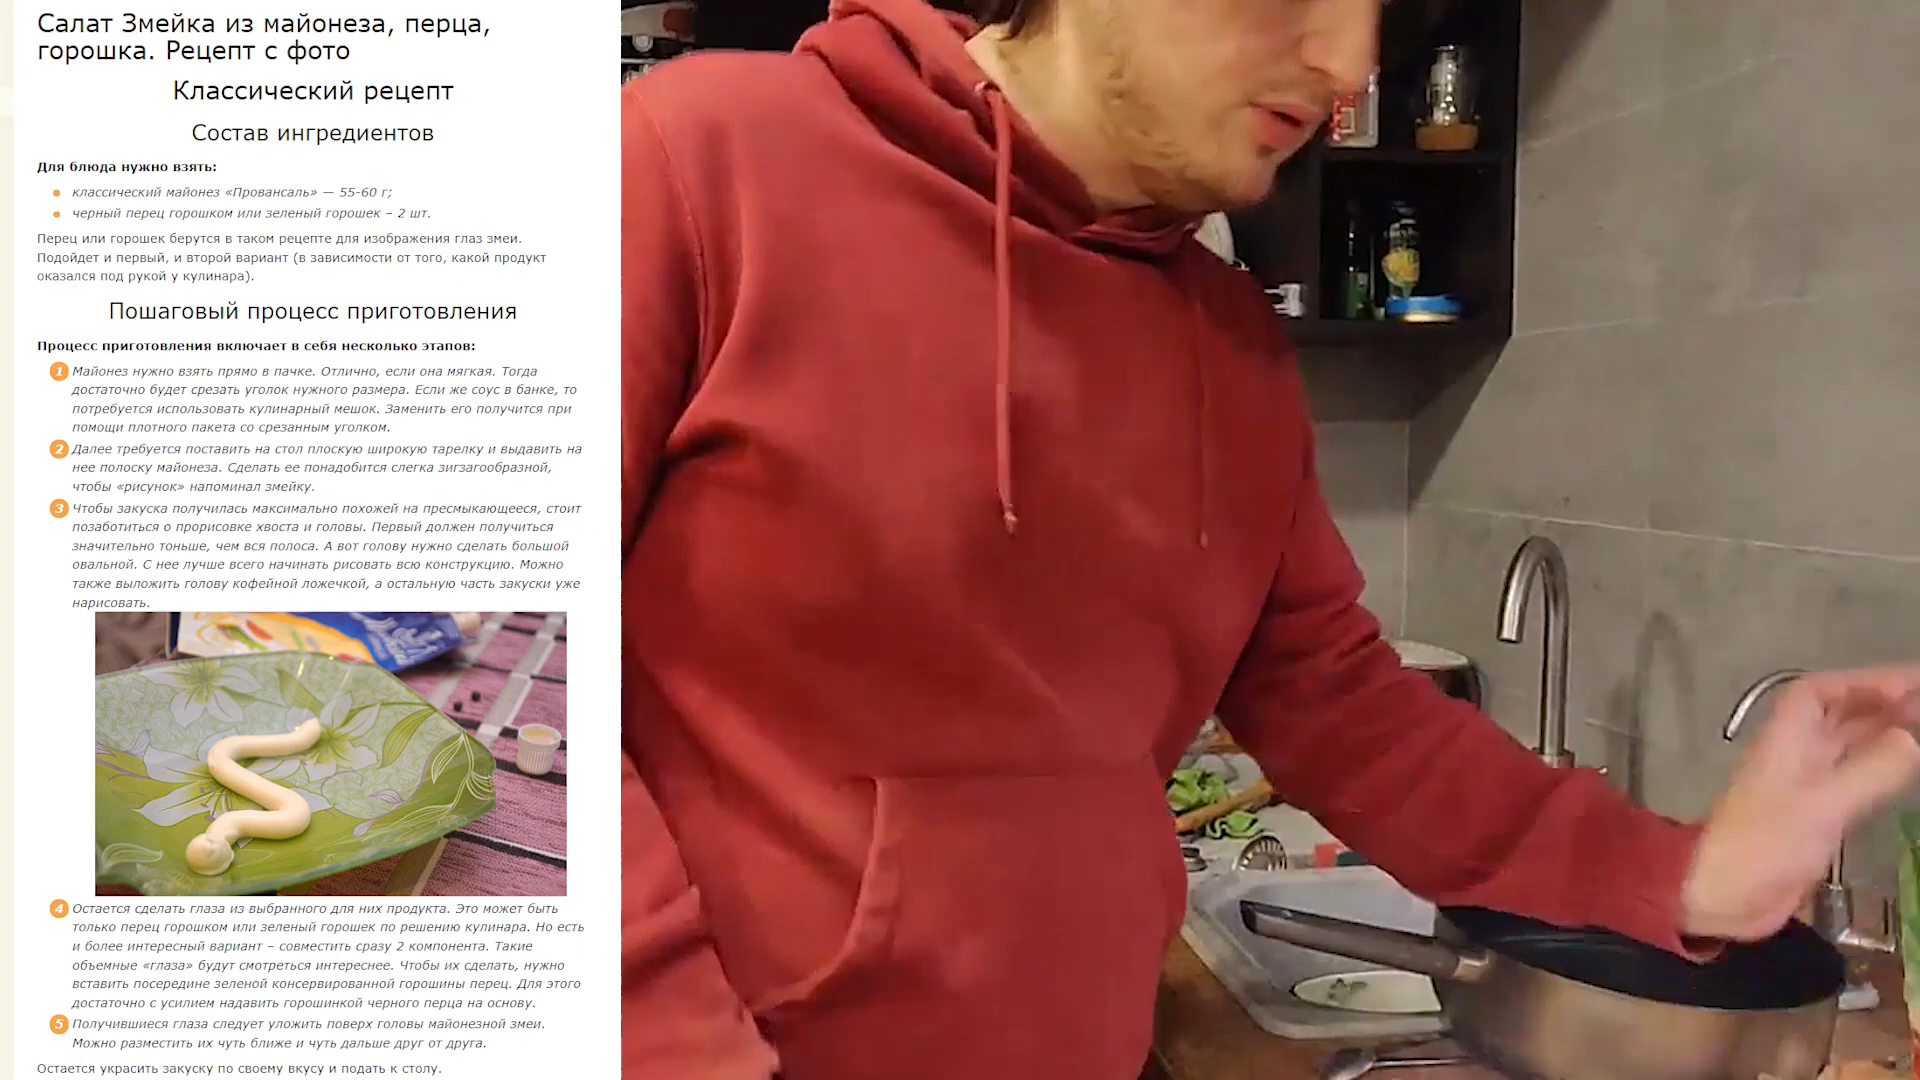 Салат Змейка из майонеза, перца,
горошка. Рецепт с фото
Классический рецепт
Состав ингредиентов
Для блюда нужно взять:
классический майонез «Провансаль» — 55-60 г;
черный перец горошком или зеленый горошек – 2 шт.
Перец или горошек берутся в таком рецепте для изображения глаз змеи.
Подойдет и первый, и второй вариант (в зависимости от того, какой продукт
оказался под рукой у кулинара).
Пошаговый процесс приготовления
Процесс приготовления включает в себя несколько этапов:
1 Майонез нужно взять прямо в пачке. Отлично, если она мягкая. Тогда
достаточно будет срезать уголок нужного размера. Если же соус в банке, то
потребуется использовать кулинарный мешок. Заменить его получится при
помощи плотного пакета со срезанным уголком.
2 Далее требуется поставить на стол плоскую широкую тарелку и выдавить на
нее полоску майонеза. Сделать ее понадобится слегка зигзагообразной,
чтобы «рисунок» напоминал змейку.
3 Чтобы закуска получилась максимально похожей на пресмыкающееся, стоит
позаботиться о прорисовке хвоста и головы. Первый должен получиться
значительно тоньше, чем вся полоса. А вот голову нужно сделать большой
овальной. С нее лучше всего начинать рисовать всю конструкцию. Можно
также выложить голову кофейной ложечкой, а остальную часть закуски уже
нарисовать.
4 Остается сделать глаза из выбранного для них продукта. Это может быть
только перец горошком или зеленый горошек по решению кулинара. Но есть
и более интересный вариант – совместить сразу 2 компонента. Такие
объемные «глаза» будут смотреться интереснее. Чтобы их сделать, нужно
вставить посередине зеленой консервированной горошины перец. Для этого
достаточно с усилием надавить горошинкой черного перца на основу.
5 Получившиеся глаза следует уложить поверх головы майонезной змеи.
Можно разместить их чуть ближе и чуть дальше друг от друга.
Остается украсить закуску по своему вкусу и подать к столу.